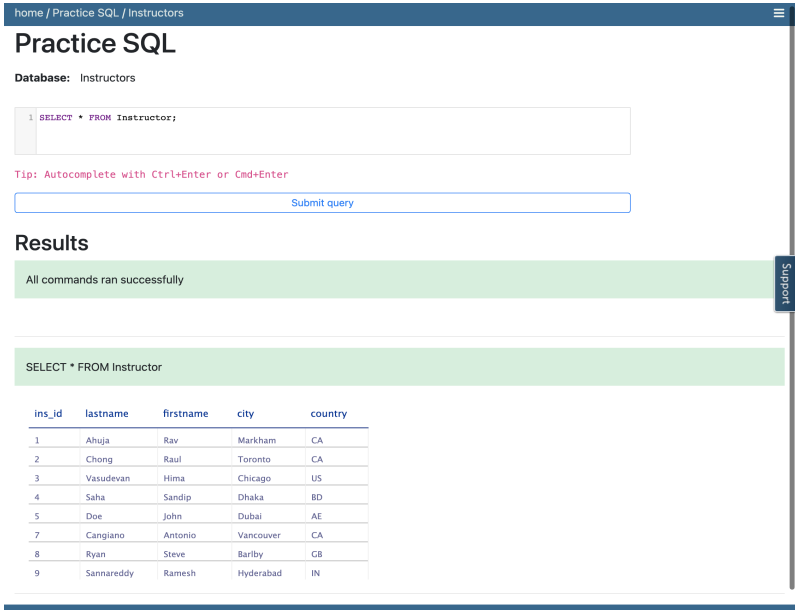 home / Practice SQL / Instructors
Practice SQL
Database: Instructors
1 SELECT * FROM Instructor;
Tip: Autocomplete with Ctrl+Enter or Cmd+Enter
Submit query
Results
All commands ran successfully
Support
SELECT * FROM Instructor
ins_id lastname firstname city country
1 Ahuja Rav Markham CA
2 Chong Raul Toronto CA
3 Vasudevan Hima Chicago US
4 Saha Sandip Dhaka BD
5 Doe John Dubai AE
7 Cangiano Antonio Vancouver CA
8 Ryan Steve Barlby GB
9 Sannareddy Ramesh Hyderabad IN